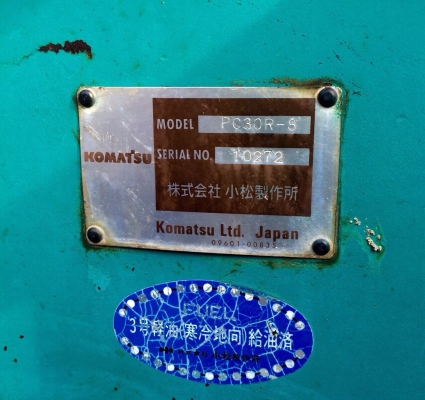 MODEL PC30R-8
KOMATSU
SERIAL NO. 10272
株式会社 小松製作所
Komatsu Ltd. Japan
09601-00835
FUEL
3号軽油(寒冷地向)給油済